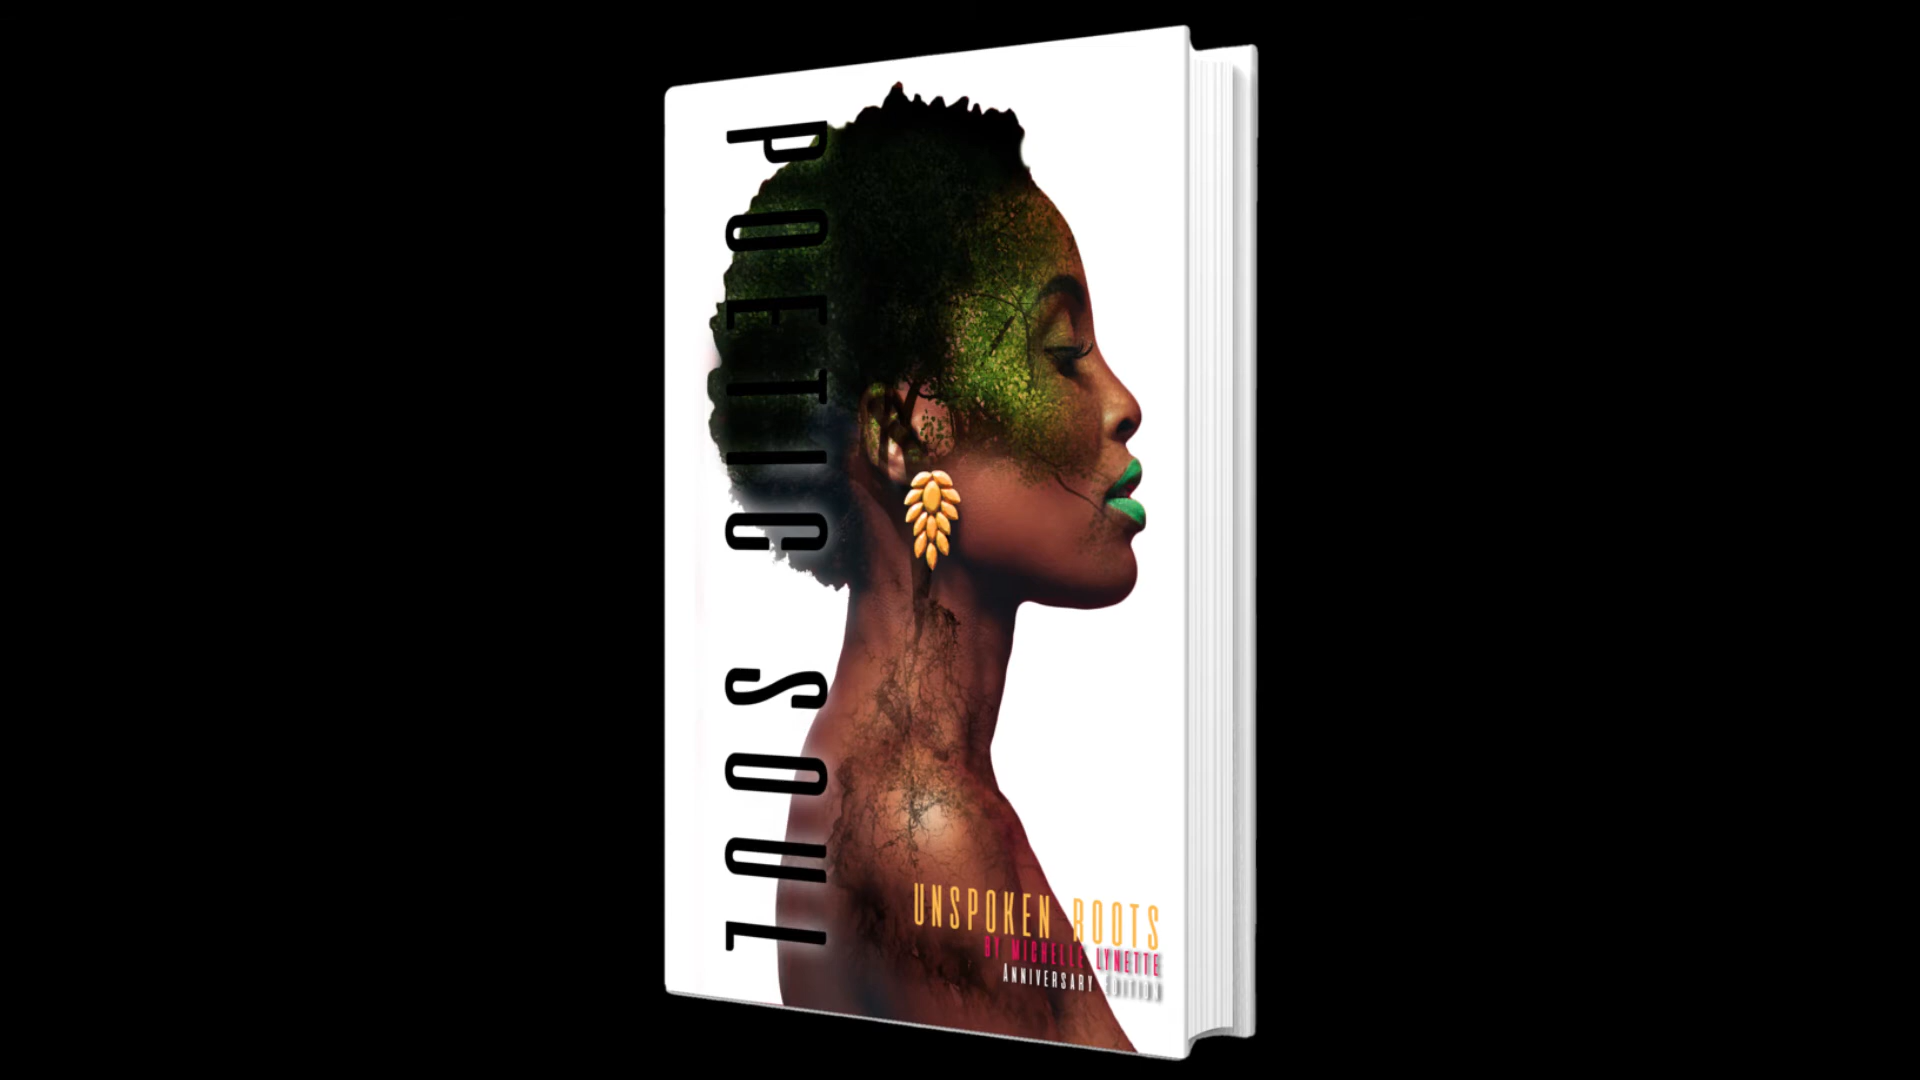 POETIC SOUL
UNSPOKEN ROOTS
BY MICHELLE LYNETTE
ANNIVERSARY EDITION